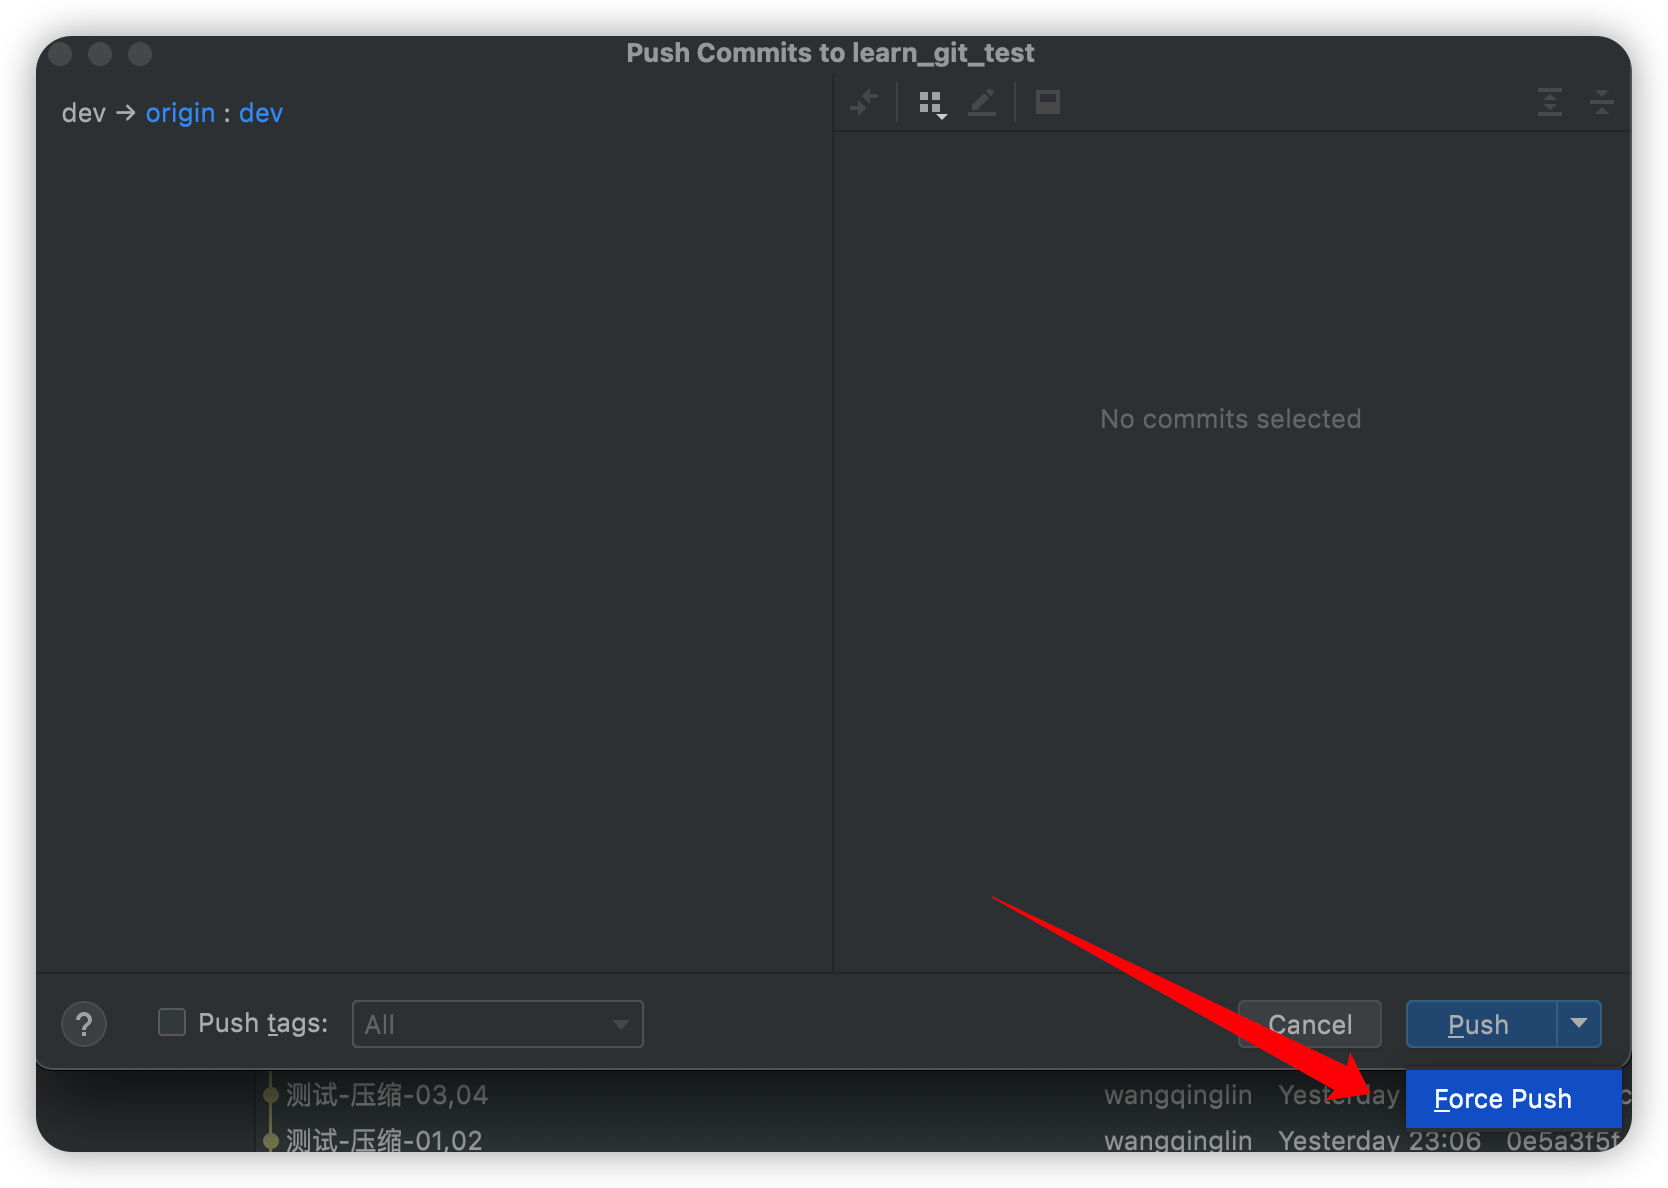 Push Commits to learn_git_test
dev → origin : dev
No commits selected
? Push tags: All Cancel Push
Force Push
测试-压缩-03,04 wangqinglin Yesterday
测试-压缩-01,02 wangqinglin Yesterday 23:06 0e5a3f5f